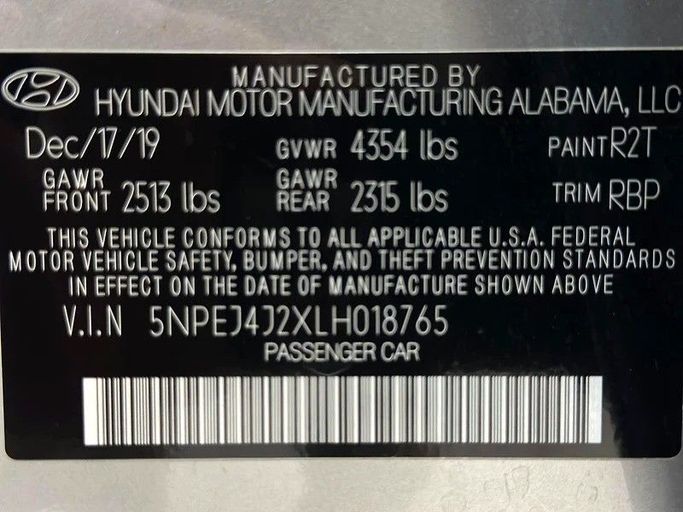 MANUFACTURED BY
HYUNDAI MOTOR MANUFACTURING ALABAMA, LLC
Dec/17/19 GVWR 4354 lbs PAINT R2T
GAWR FRONT 2513 lbs GAWR REAR 2315 lbs TRIM RBP
THIS VEHICLE CONFORMS TO ALL APPLICABLE U.S.A. FEDERAL
MOTOR VEHICLE SAFETY, BUMPER, AND THEFT PREVENTION STANDARDS
IN EFFECT ON THE DATE OF MANUFACTURE SHOWN ABOVE
V.I.N 5NPEJ4J2XLH018765
PASSENGER CAR